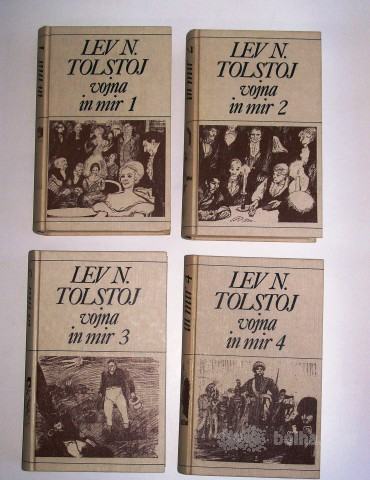 LEV N.
TOLSTOJ
vojna
in mir 1
LEV N.
TOLSTOJ
vojna
in mir 2
LEV N.
TOLSTOJ
vojna
in mir 3
LEV N.
TOLSTOJ
vojna
in mir 4
bolha